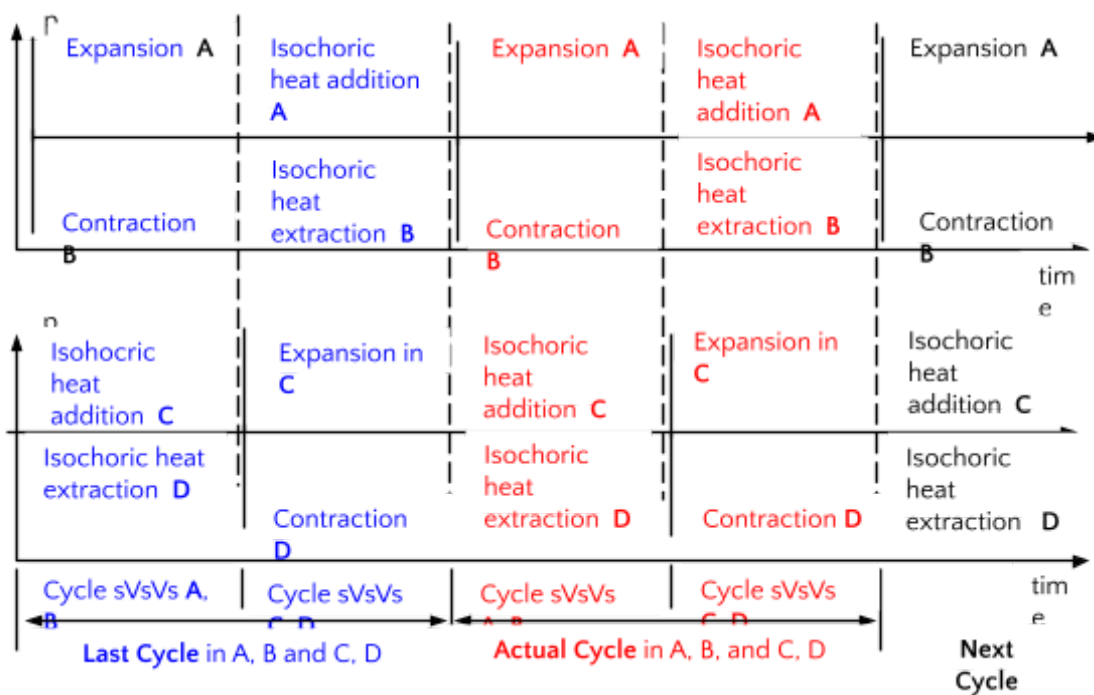 Expansion A
Isochoric
heat addition
A
Expansion A
Isochoric
heat
addition A
Expansion A
Contraction
B
Isochoric
heat
extraction B
Contraction
B
Isochoric
heat
extraction B
Contraction
B
tim
e
Isohocric
heat
addition C
Expansion in
C
Isochoric
heat
addition C
Expansion in
C
Isochoric
heat
addition C
Isochoric heat
extraction D
Contraction
D
Isochoric
heat
extraction D
Contraction D
Isochoric
heat
extraction D
Cycle sVsVs A,
B
Cycle sVsVs
C, D
Cycle sVsVs
A, B
Cycle sVsVs
C, D
tim
e
Last Cycle in A, B and C, D
Actual Cycle in A, B, and C, D
Next
Cycle